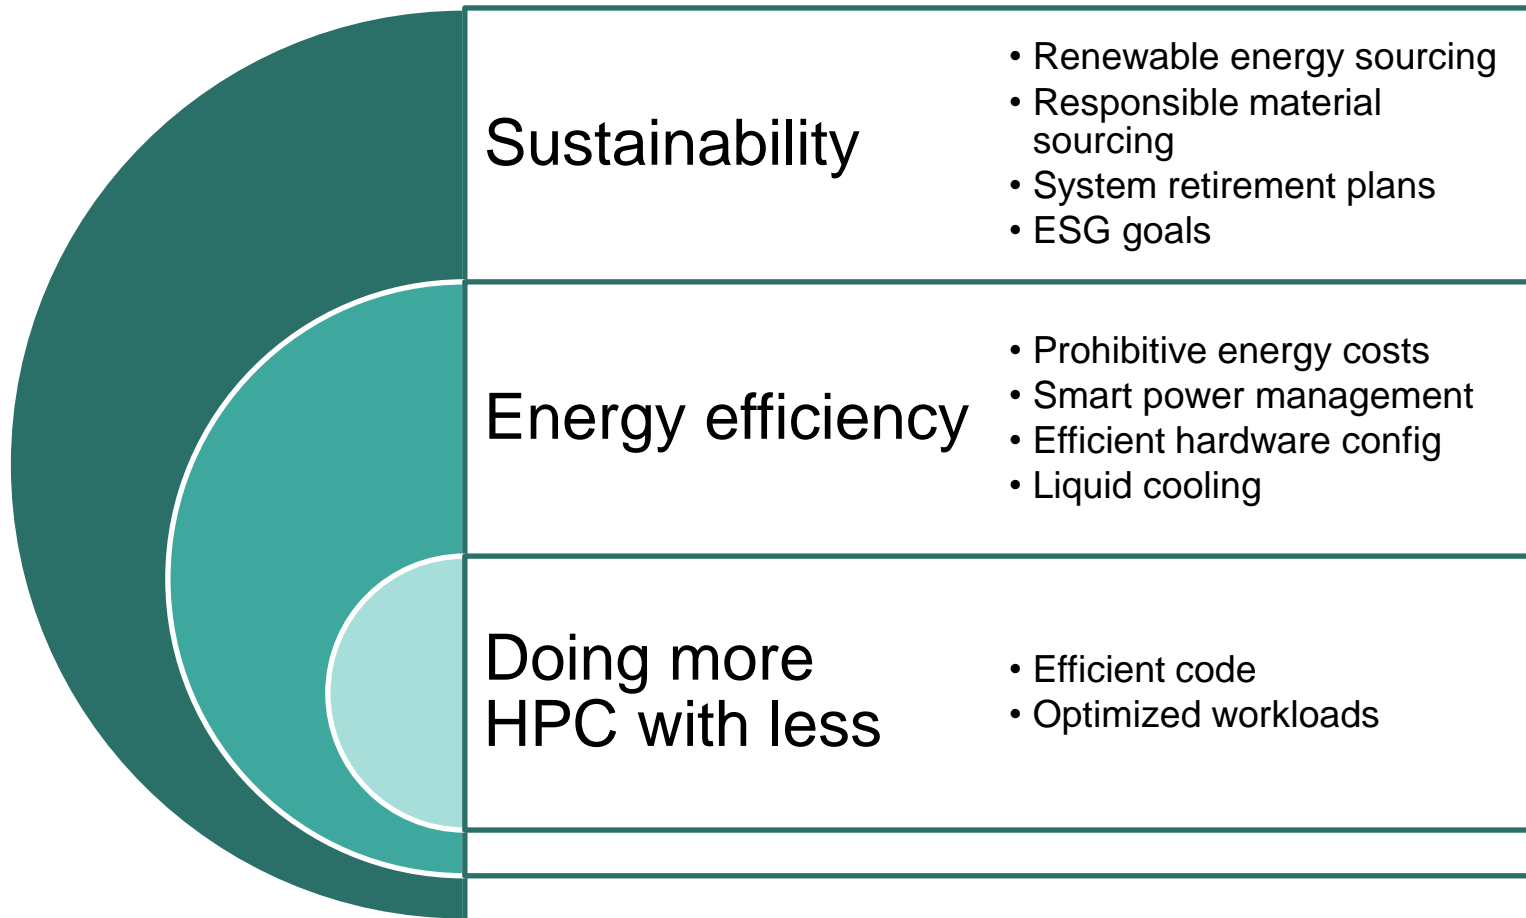 Sustainability
• Renewable energy sourcing
• Responsible material
sourcing
• System retirement plans
• ESG goals
Energy efficiency
• Prohibitive energy costs
• Smart power management
• Efficient hardware config
• Liquid cooling
Doing more
HPC with less
• Efficient code
• Optimized workloads